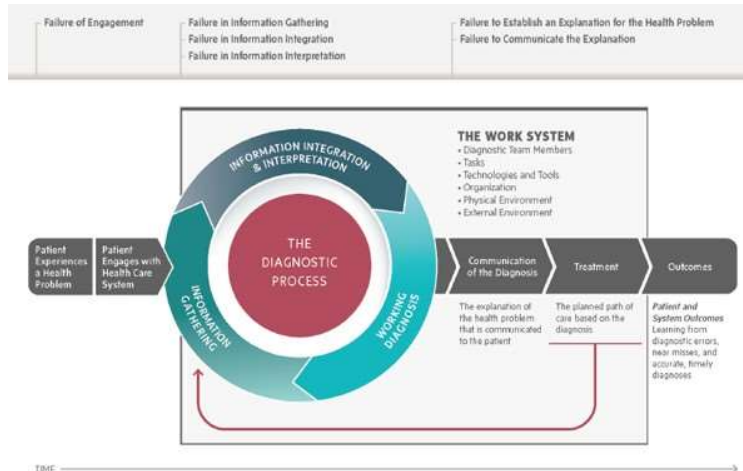 Failure of Engagement
Failure in Information Gathering
Failure in Information Integration
Failure in Information Interpretation
Failure to Establish an Explanation for the Health Problem
Failure to Communicate the Explanation
INFORMATION INTEGRATION
& INTERPRETATION
THE WORK SYSTEM
• Diagnostic Team Members
• Tasks
• Technologies and Tools
• Organization
• Physical Environment
• External Environment
Patient
Experiences
a Health
Problem
Patient
Engages with
Health Care
System
THE
DIAGNOSTIC
PROCESS
INFORMATION
GATHERING
WORKING
DIAGNOSIS
Communication
of the Diagnosis
Treatment
Outcomes
The explanation of
the health problem
that is communicated
to the patient
The planned path of
care based on the
diagnosis
Patient and
System Outcomes
Learning from
diagnostic errors,
near misses, and
accurate, timely
diagnoses
TIME